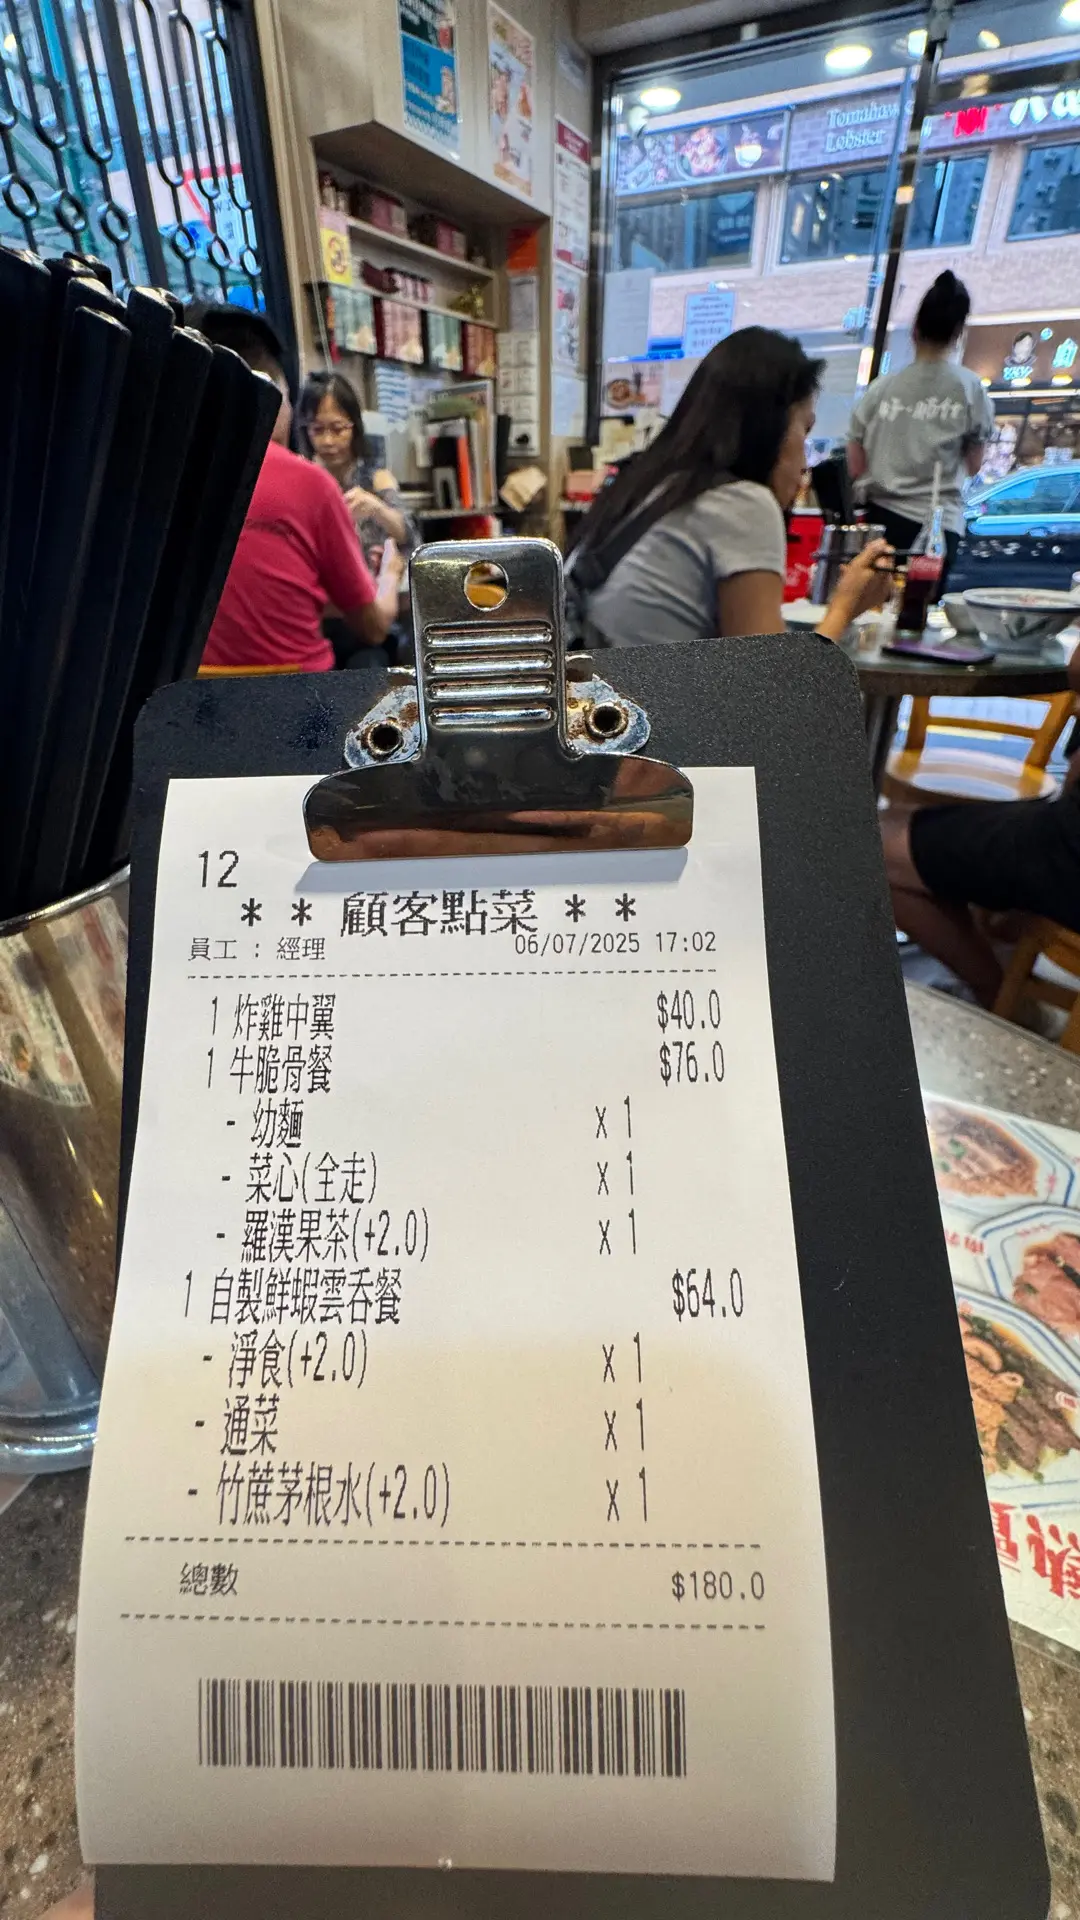 Tomahawk
Lobster
12
** 顧客點菜 **
員工 : 經理 06/07/2025 17:02
1 炸雞中翼 $40.0
1 牛脆骨餐 $76.0
- 幼麵 x 1
- 菜心(全走) x 1
- 羅漢果茶(+2.0) x 1
1 自製鮮蝦雲吞餐 $64.0
- 淨食(+2.0) x 1
- 通菜 x 1
- 竹蔗茅根水(+2.0) x 1
總數 $180.0